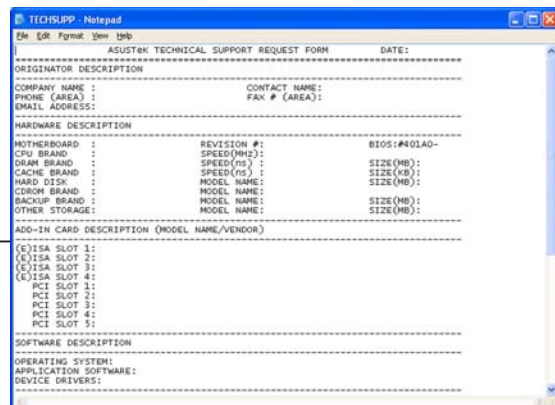 TECHSUPP - Notepad
File Edit Format View Help
ASUSTeK TECHNICAL SUPPORT REQUEST FORM DATE:
ORIGINATOR DESCRIPTION
COMPANY NAME : CONTACT NAME:
PHONE (AREA) : FAX # (AREA):
EMAIL ADDRESS:
HARDWARE DESCRIPTION
MOTHERBOARD : REVISION #: BIOS:#401A0-
CPU BRAND : SPEED(MHz):
DRAM BRAND : SPEED(ns) : SIZE(MB):
CACHE BRAND : SPEED(ns) : SIZE(KB):
HARD DISK : MODEL NAME: SIZE(MB):
CDROM BRAND : MODEL NAME:
BACKUP BRAND : MODEL NAME: SIZE(MB):
OTHER STORAGE: MODEL NAME: SIZE(MB):
ADD-IN CARD DESCRIPTION (MODEL NAME/VENDOR)
(E)ISA SLOT 1:
(E)ISA SLOT 2:
(E)ISA SLOT 3:
(E)ISA SLOT 4:
PCI SLOT 1:
PCI SLOT 2:
PCI SLOT 3:
PCI SLOT 4:
PCI SLOT 5:
SOFTWARE DESCRIPTION
OPERATING SYSTEM:
APPLICATION SOFTWARE:
DEVICE DRIVERS: